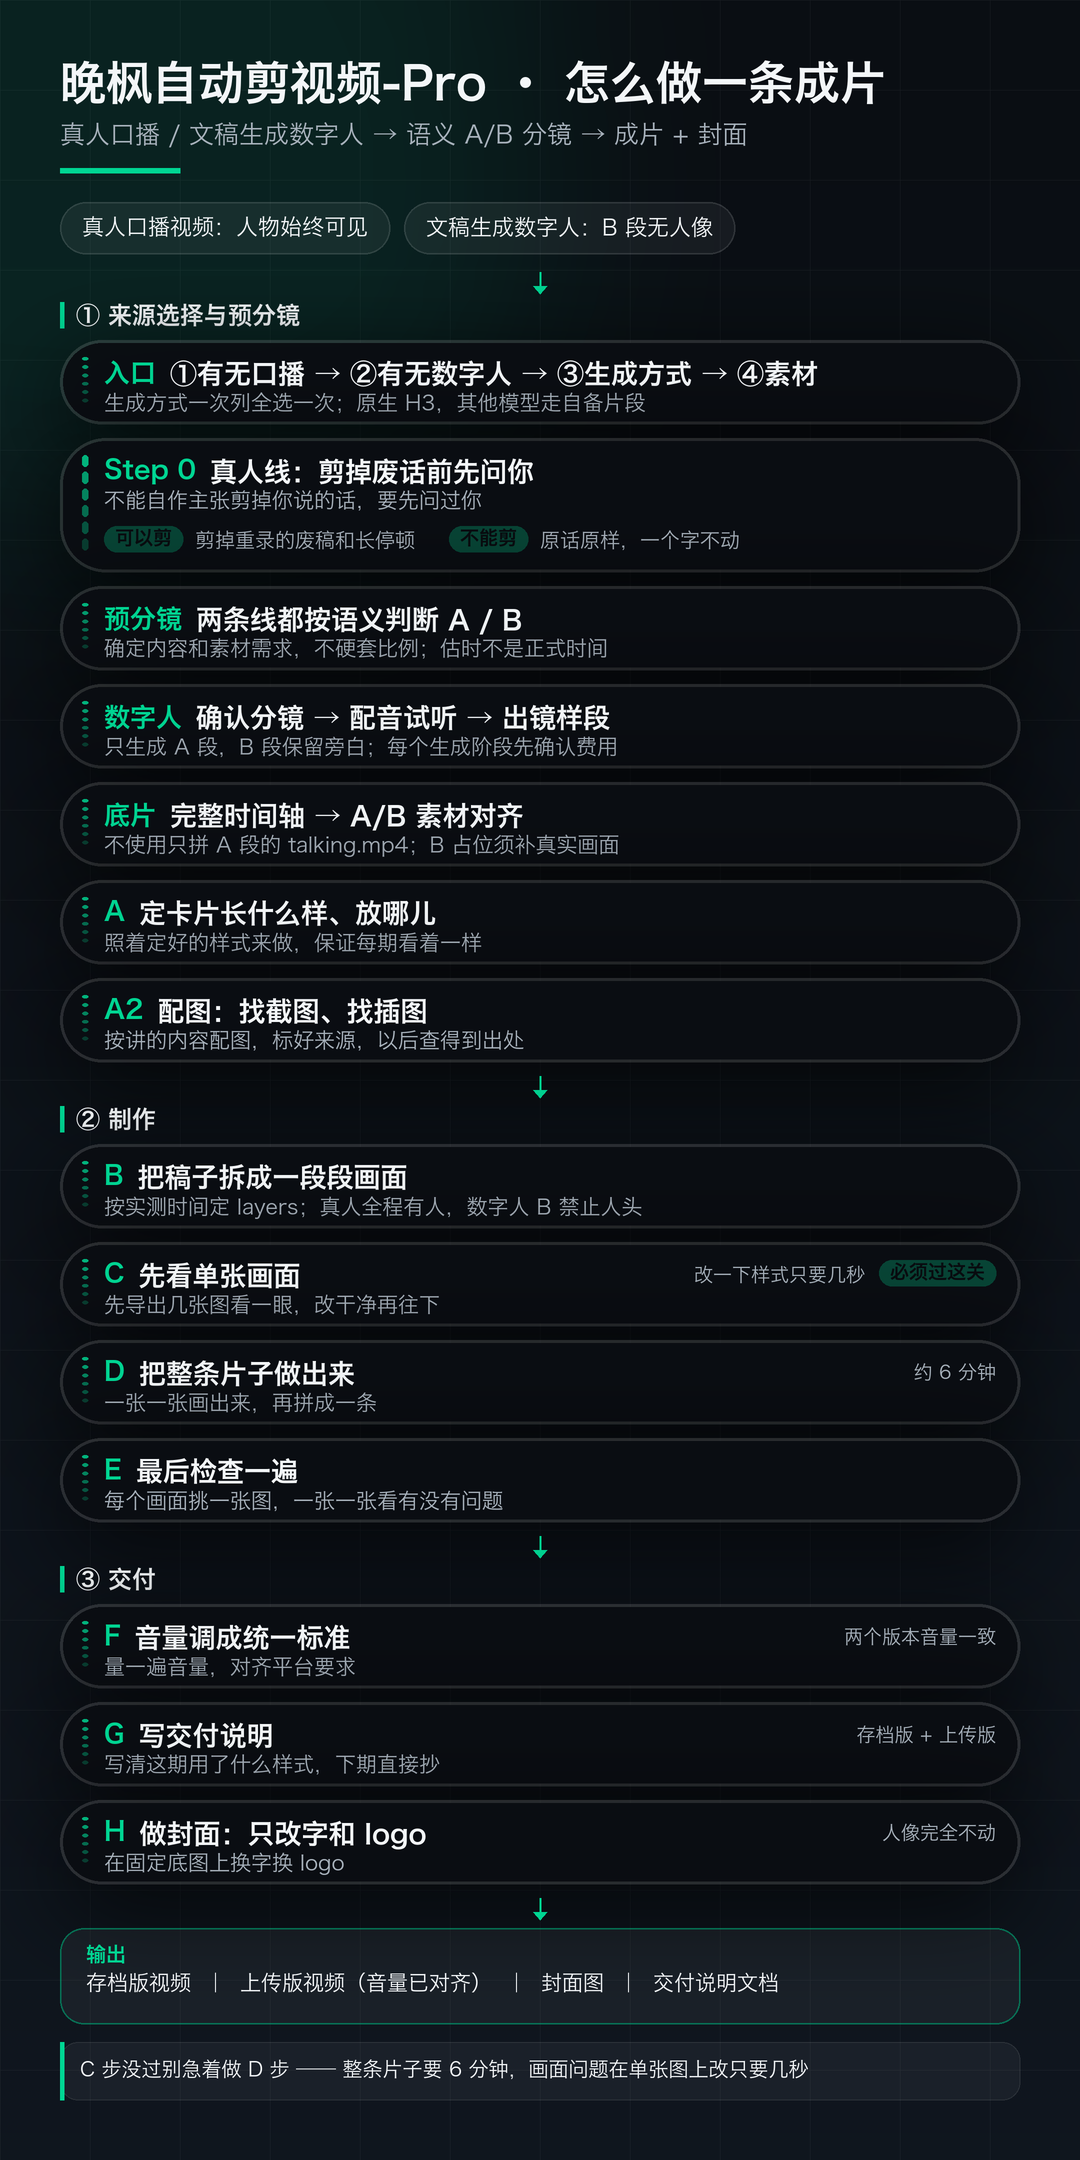 晚枫自动剪视频-Pro · 怎么做一条成片
真人口播 / 文稿生成数字人 → 语义 A/B 分镜 → 成片 + 封面
真人口播视频：人物始终可见
文稿生成数字人：B 段无人像
① 来源选择与预分镜
入口 ①有无口播 → ②有无数字人 → ③生成方式 → ④素材
生成方式一次列全选一次；原生 H3，其他模型走自备片段
Step 0 真人线：剪掉废话前先问你
不能自作主张剪掉你说的话，要先问过你
可以剪 剪掉重录的废稿和长停顿 不能剪 原话原样，一个字不动
预分镜 两条线都按语义判断 A / B
确定内容和素材需求，不硬套比例；估时不是正式时间
数字人 确认分镜 → 配音试听 → 出镜样段
只生成 A 段，B 段保留旁白；每个生成阶段先确认费用
底片 完整时间轴 → A/B 素材对齐
不使用只拼 A 段的 talking.mp4；B 占位须补真实画面
A 定卡片长什么样、放哪儿
照着定好的样式来做，保证每期看着一样
A2 配图：找截图、找插图
按讲的内容配图，标好来源，以后查得到出处
② 制作
B 把稿子拆成一段段画面
按实测时间定 layers；真人全程有人，数字人 B 禁止人头
C 先看单张画面 改一下样式只要几秒 必须过这关
先导出几张图看一眼，改干净再往下
D 把整条片子做出来 约 6 分钟
一张一张画出来，再拼成一条
E 最后检查一遍
每个画面挑一张图，一张一张看有没有问题
③ 交付
F 音量调成统一标准 两个版本音量一致
量一遍音量，对齐平台要求
G 写交付说明 存档版 + 上传版
写清这期用了什么样式，下期直接抄
H 做封面：只改字和 logo 人像完全不动
在固定底图上换字换 logo
输出
存档版视频 | 上传版视频（音量已对齐） | 封面图 | 交付说明文档
C 步没过别急着做 D 步 —— 整条片子要 6 分钟，画面问题在单张图上改只要几秒